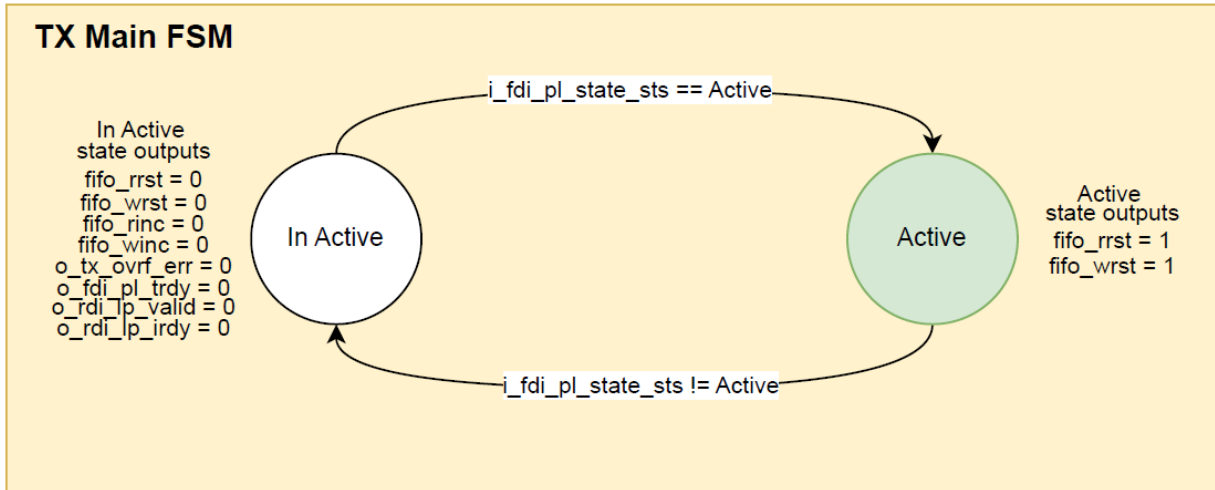 TX Main FSM
i_fdi_pl_state_sts == Active
In Active
state outputs
fifo_rrst = 0
fifo_wrst = 0
fifo_rinc = 0
fifo_winc = 0
o_tx_ovrf_err = 0
o_fdi_pl_trdy = 0
o_rdi_lp_valid = 0
o_rdi_lp_irdy = 0
In Active
Active
Active
state outputs
fifo_rrst = 1
fifo_wrst = 1
i_fdi_pl_state_sts != Active